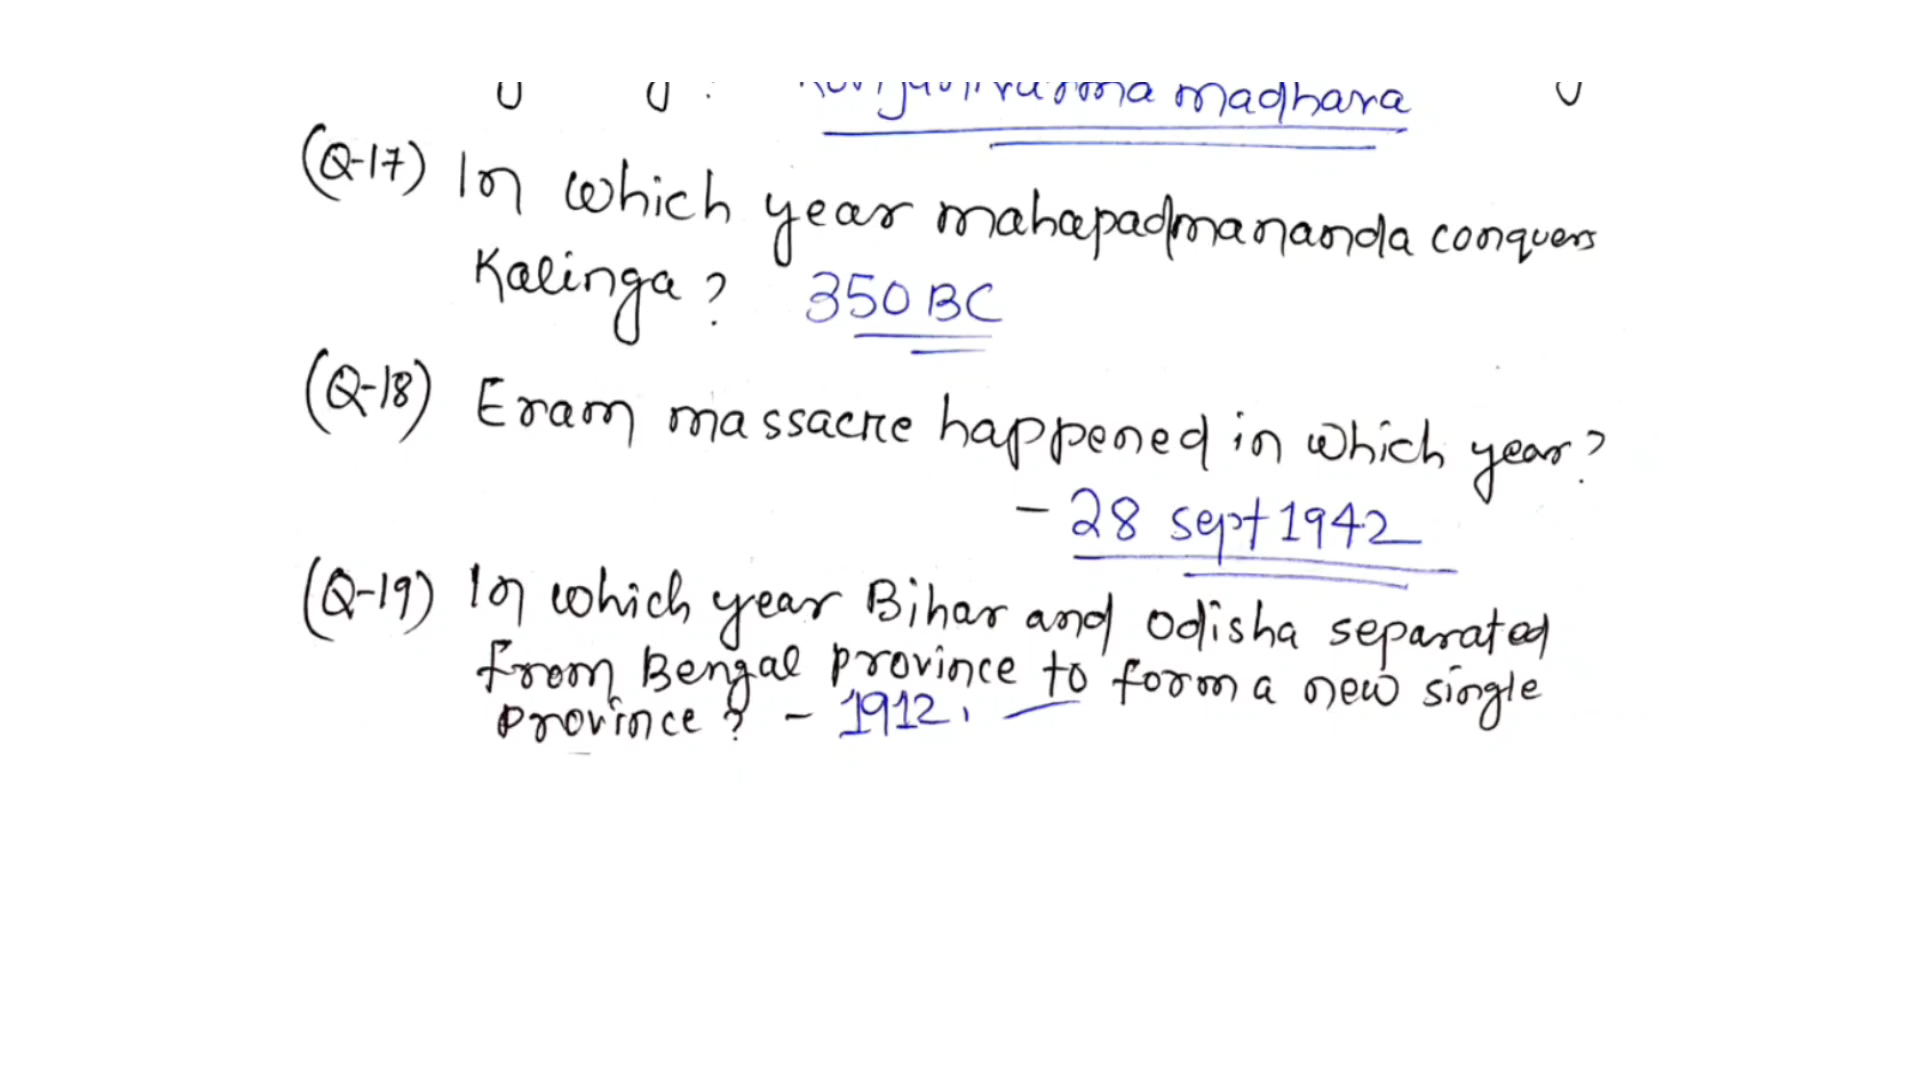 madhara
(Q-17) In which year mahapadmananda conquers
Kalinga? 350 BC
(Q-18) Eram massacre happened in which year?
- 28 sept 1942
(Q-19) In which year Bihar and Odisha separated
from Bengal province to form a new single
province? - 1912.